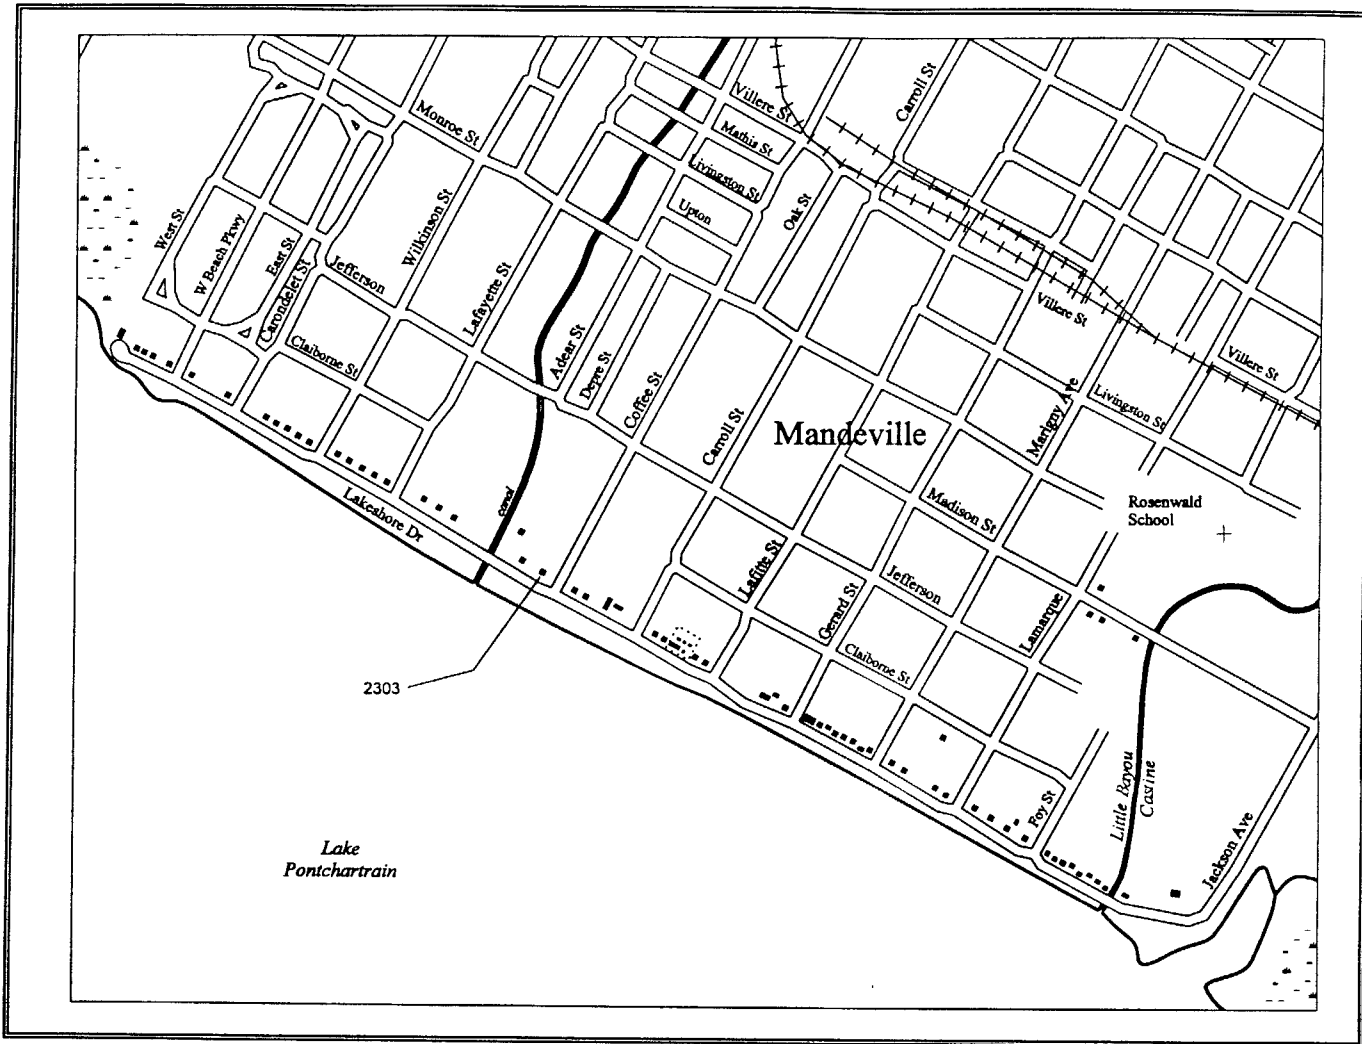 Carroll St
Villere St
Mathis St
Monroe St
Livingston St
Upton
Oak St
West St
W Beach Pkwy
East St
Carondelet St
Jefferson
Wilkinson St
Lafayette St
Claiborne St
Adear St
Depre St
Coffee St
Carroll St
Villere St
Villere St
Marigny Ave
Livingston St
Mandeville
Madison St
Rosenwald
School
Lakeshore Dr
canal
Lafitte St
Gerard St
Jefferson
Lamarque
Claiborne St
2303
Foy St
Little Bayou
Castine
Jackson Ave
Lake
Pontchartrain